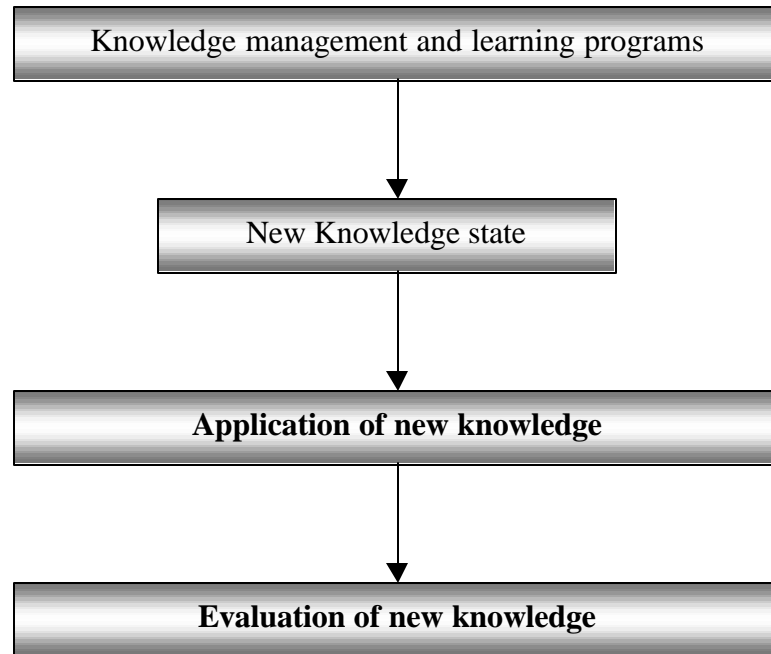 Knowledge management and learning programs
New Knowledge state
Application of new knowledge
Evaluation of new knowledge